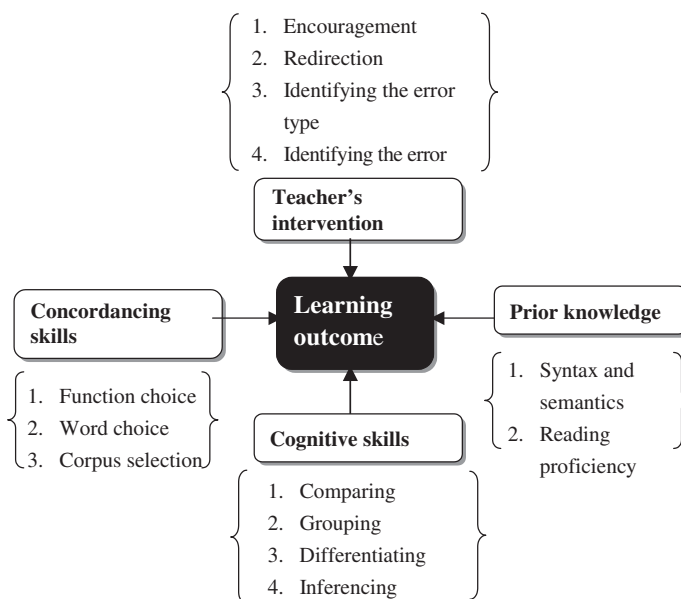 1. Encouragement
2. Redirection
3. Identifying the error
type
4. Identifying the error
Teacher's
intervention
Learning
outcome
Concordancing
skills
1. Function choice
2. Word choice
3. Corpus selection
Prior knowledge
1. Syntax and
semantics
2. Reading
proficiency
Cognitive skills
1. Comparing
2. Grouping
3. Differentiating
4. Inferencing